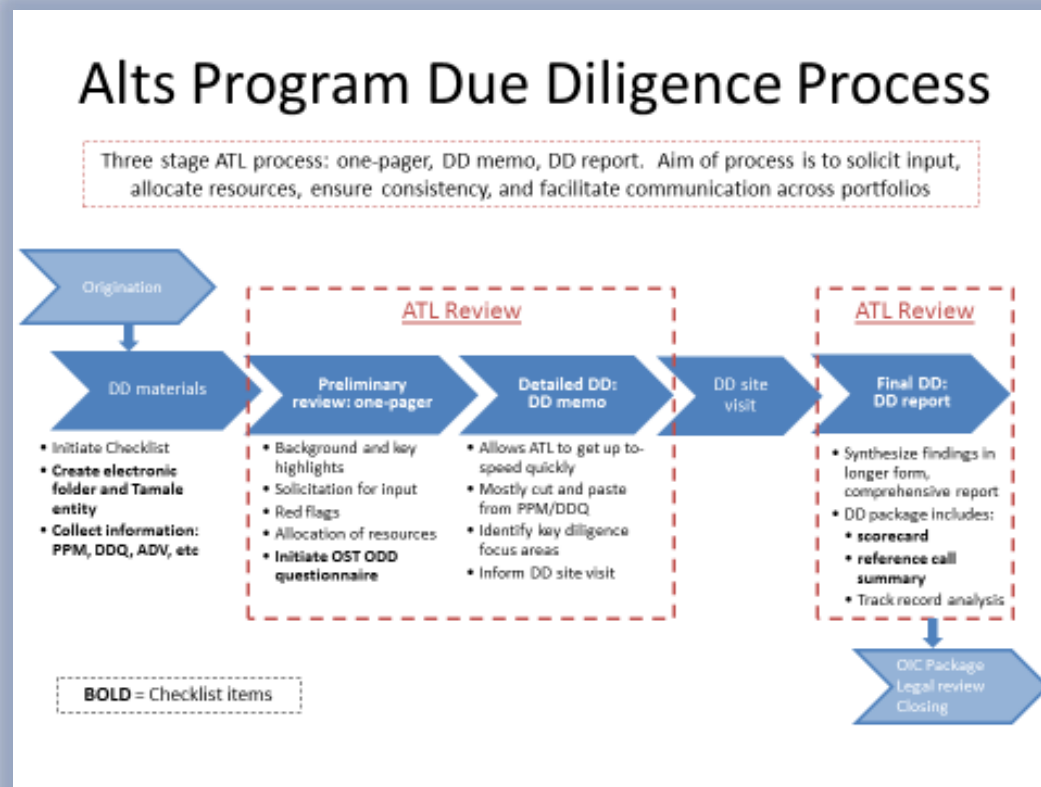 Alts Program Due Diligence Process
Three stage ATL process: one-pager, DD memo, DD report. Aim of process is to solicit input,
allocate resources, ensure consistency, and facilitate communication across portfolios
Origination
ATL Review
ATL Review
DD materials
Preliminary
review: one-pager
Detailed DD:
DD memo
DD site
visit
Final DD:
DD report
• Initiate Checklist
• Create electronic
folder and Tamale
entity
• Collect information:
PPM, DDQ, ADV, etc
• Background and key
highlights
• Solicitation for input
• Red flags
• Allocation of resources
• Initiate OST ODD
questionnaire
• Allows ATL to get up to-
speed quickly
• Mostly cut and paste
from PPM/DDQ
• Identify key diligence
focus areas
• Inform DD site visit
• Synthesize findings in
longer form,
comprehensive report
• DD package includes:
• scorecard
• reference call
summary
• Track record analysis
OIC Package
Legal review
Closing
BOLD = Checklist items